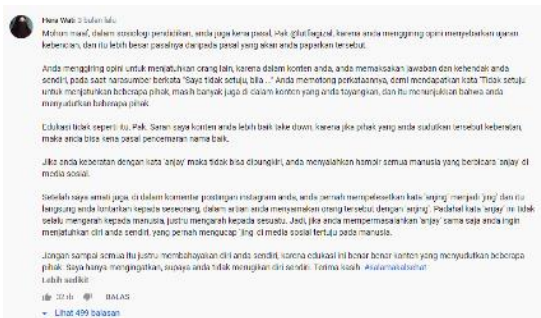 Hera Wati 3 bulan lalu
Mohon maaf, dalam sosiologi pendidikan, anda juga kena pasal, Pak @lutfiagizal, karena anda menggiring opini menyebarkan ujaran
kebencian, dan itu lebih besar pasalnya daripada pasal yang akan anda paparkan tersebut.
Anda menggiring opini untuk menjatuhkan orang lain, karena dalam konten anda, anda memaksakan jawaban dan kehendak anda
sendiri, pada saat narasumber berkata "Saya tidak setuju, bila ..." Anda memotong perkataannya, demi mendapatkan kata 'Tidak setuju'
untuk menjatuhkan beberapa pihak, masih banyak juga di dalam konten yang anda tayangkan, dan itu menunjukkan bahwa anda
menyudutkan beberapa pihak.
Edukasi tidak seperti itu, Pak. Saran saya konten anda lebih baik take down, karena jika pihak yang anda sudutkan tersebut keberatan,
maka anda bisa kena pasal pencemaran nama baik.
Jika anda keberatan dengan kata 'anjay' maka tidak bisa dipungkiri, anda menyalahkan hampir semua manusia yang berbicara 'anjay' di
media sosial.
Setelah saya amati juga, di dalam komentar postingan instagram anda, anda pernah mempelesetkan kata 'anjing' menjadi 'jing' dan itu
langsung anda lontarkan kepada seseorang, dalam artian anda menyamakan orang tersebut dengan 'anjing'. Padahal kata 'anjay' ini tidak
selalu mengarah kepada manusia, justru mengarah kepada sesuatu. Jadi, jika anda mempermasalahkan 'anjay' sama saja anda ingin
menjatuhkan diri anda sendiri, yang pernah mengucap 'jing' di media sosial tertuju pada manusia.
Jangan sampai semua itu justru membahayakan diri anda sendiri, karena edukasi ini benar benar konten yang menyudutkan beberapa
pihak. Saya hanya mengingatkan, supaya anda tidak merugikan diri sendiri. Terima kasih. #salamakalsehat
Lebih sedikit
BALAS
Lihat 499 balasan